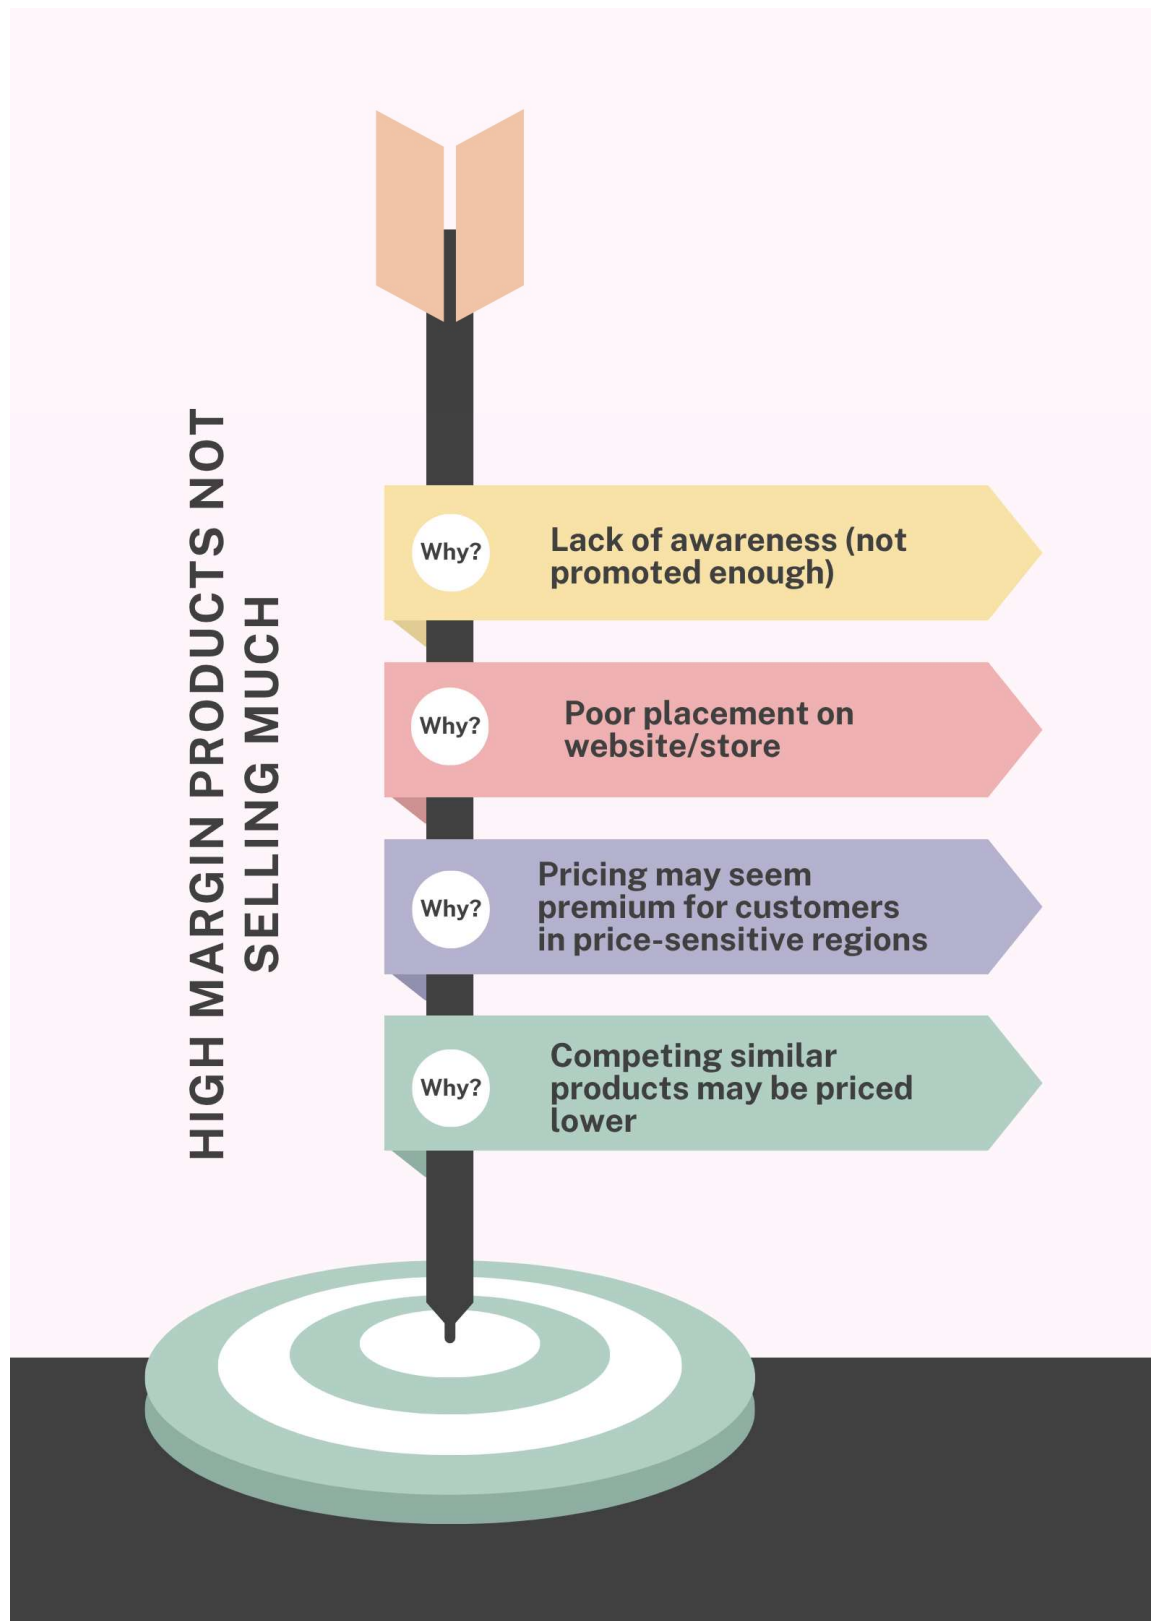 HIGH MARGIN PRODUCTS NOT
SELLING MUCH
Why?
Lack of awareness (not
promoted enough)
Why?
Poor placement on
website/store
Why?
Pricing may seem
premium for customers
in price-sensitive regions
Why?
Competing similar
products may be priced
lower